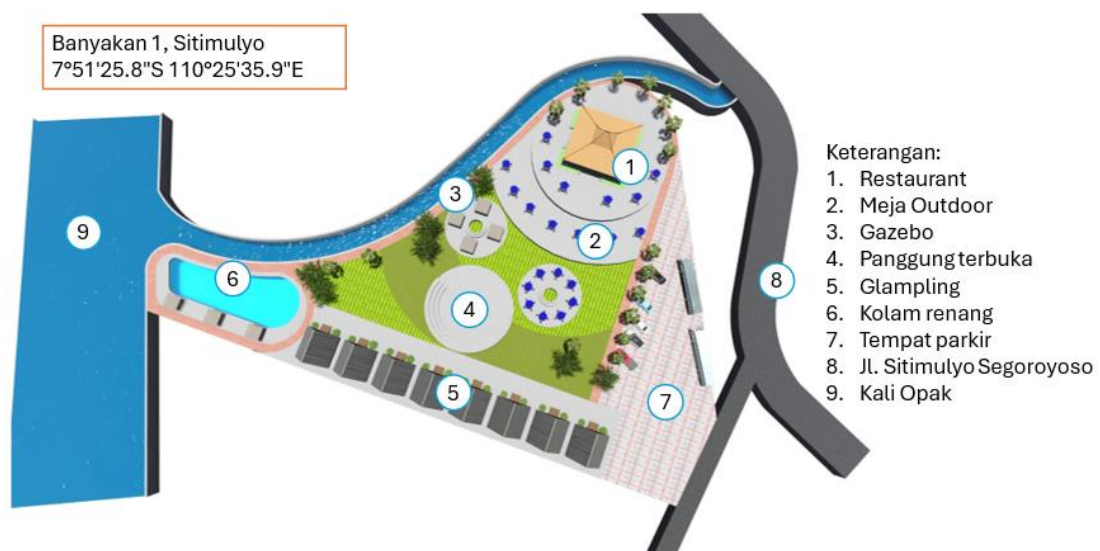 Banyakan 1, Sitimulyo
7°51'25.8"S 110°25'35.9"E
1
3
2
9
6
4
8
5
7
Keterangan:
1. Restaurant
2. Meja Outdoor
3. Gazebo
4. Panggung terbuka
5. Glampling
6. Kolam renang
7. Tempat parkir
8. Jl. Sitimulyo Segoroyoso
9. Kali Opak